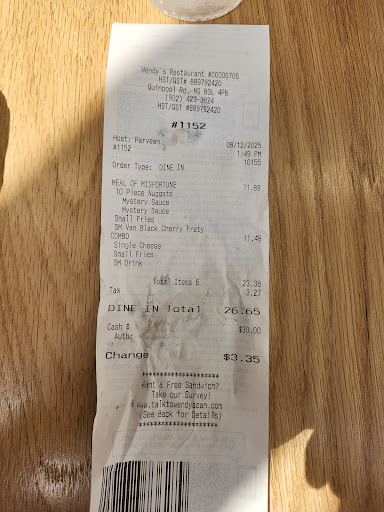 Wendy's Restaurant #00006705
HST/GST# 889792420
Quinpool Rd, NS B3L 4P6
(902) 429-3824
HST/GST #889792420
#1152
Host: Parveen 08/12/2025
#1152 1:49 PM
10155
Order Type: DINE IN
MEAL OF MISFORTUNE 11.89
10 Piece Nuggets
Mystery Sauce
Mystery Sauce
Small Fries
SM Van Black Cherry Frsty
COMBO 11.49
Single Cheese
Small Fries
SM Drink
Total Items 6 23.38
Tax 3.27
DINE IN Total 26.65
Cash $ $30.00
Auth:
Change $3.35
********************
Want a Free Sandwich?
Take our Survey!
www.talktowendyscan.com
(See Back for Details)
********************